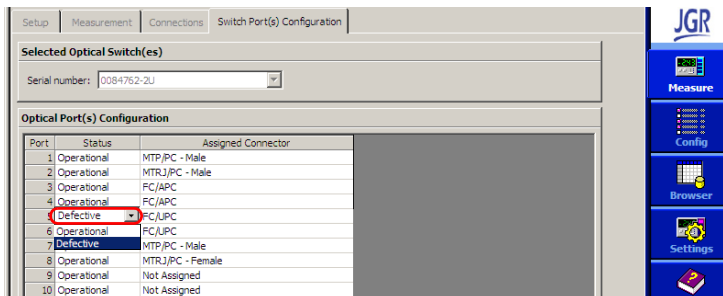 Setup Measurement Connections Switch Port(s) Configuration
JGR
Selected Optical Switch(es)
Serial number: 0084762-2U
Measure
Optical Port(s) Configuration
Port Status Assigned Connector
1 Operational MTP/PC - Male
Config
2 Operational MTRJ/PC - Male
3 Operational FC/APC
4 Operational FC/APC
Browser
5 Defective FC/UPC
6 Operational FC/UPC
7 Defective MTP/PC - Male
Settings
8 Operational MTRJ/PC - Female
9 Operational Not Assigned
10 Operational Not Assigned